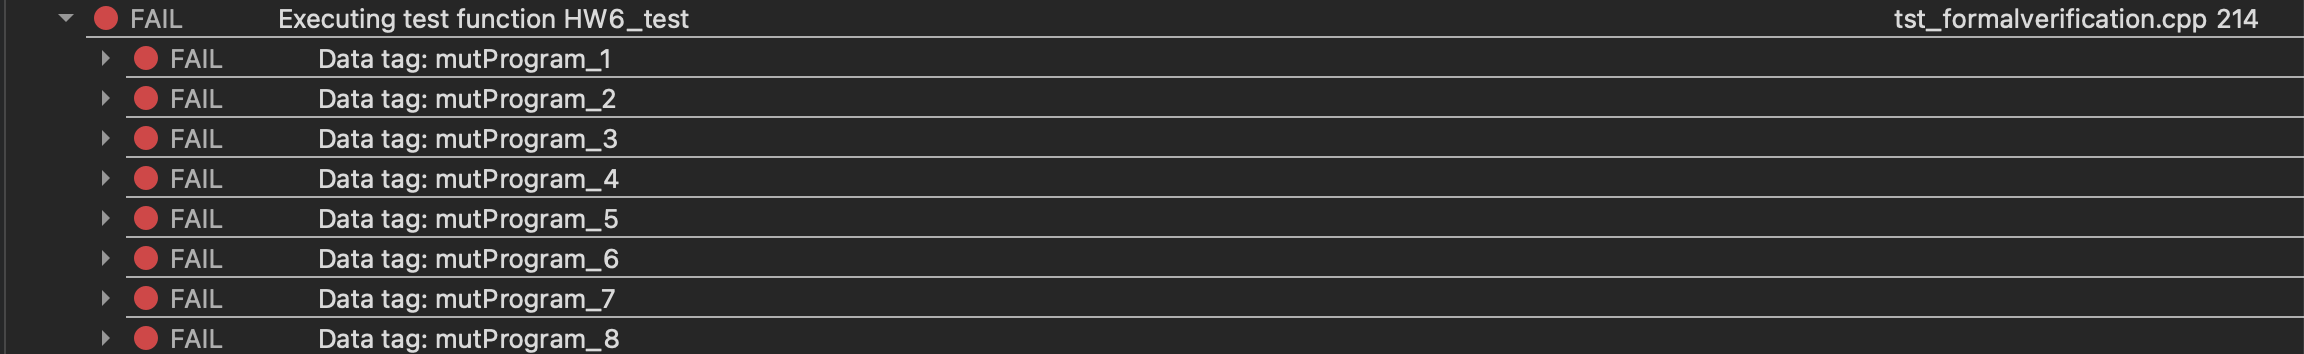 FAIL Executing test function HW6_test tst_formalverification.cpp 214
FAIL Data tag: mutProgram_1
FAIL Data tag: mutProgram_2
FAIL Data tag: mutProgram_3
FAIL Data tag: mutProgram_4
FAIL Data tag: mutProgram_5
FAIL Data tag: mutProgram_6
FAIL Data tag: mutProgram_7
FAIL Data tag: mutProgram_8